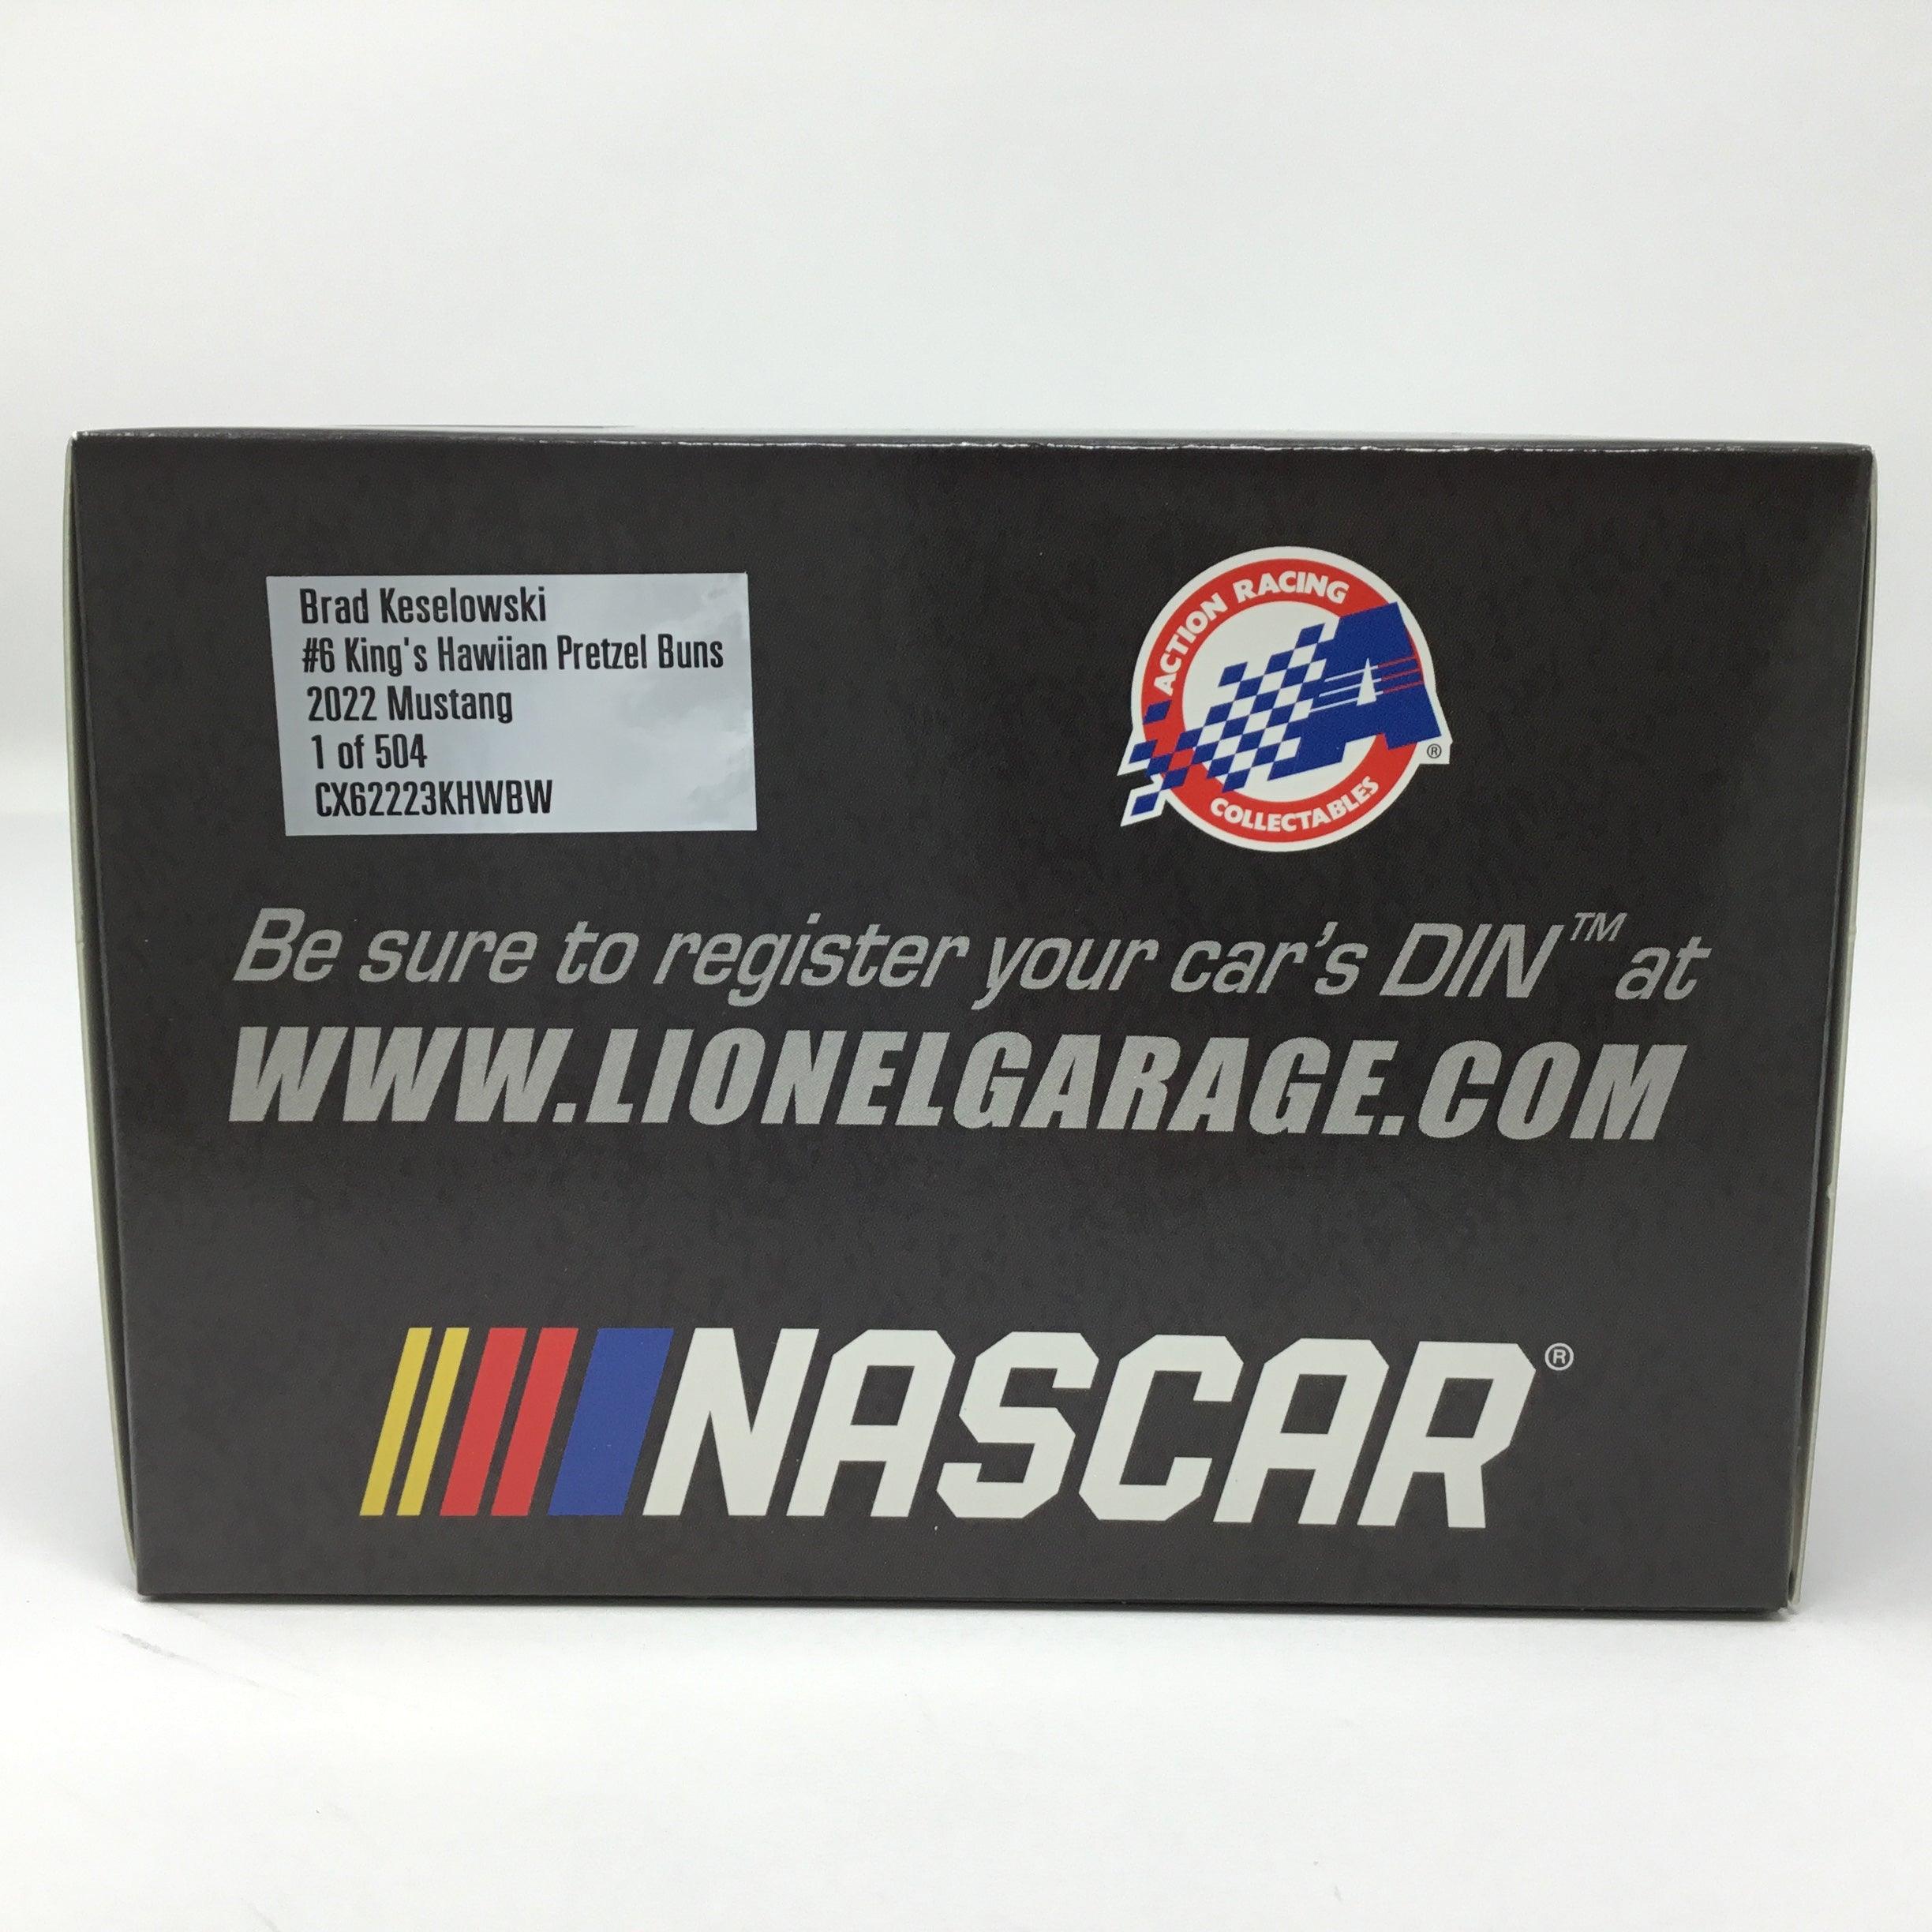 Brad Keselowski
#6 King's Hawiian Pretzel Buns
2022 Mustang
1 of 504
CX62223KHWBW
ACTION RACING
A
COLLECTABLES
®
Be sure to register your car's DIN™ at
WWW.LIONELGARAGE.COM
NASCAR®